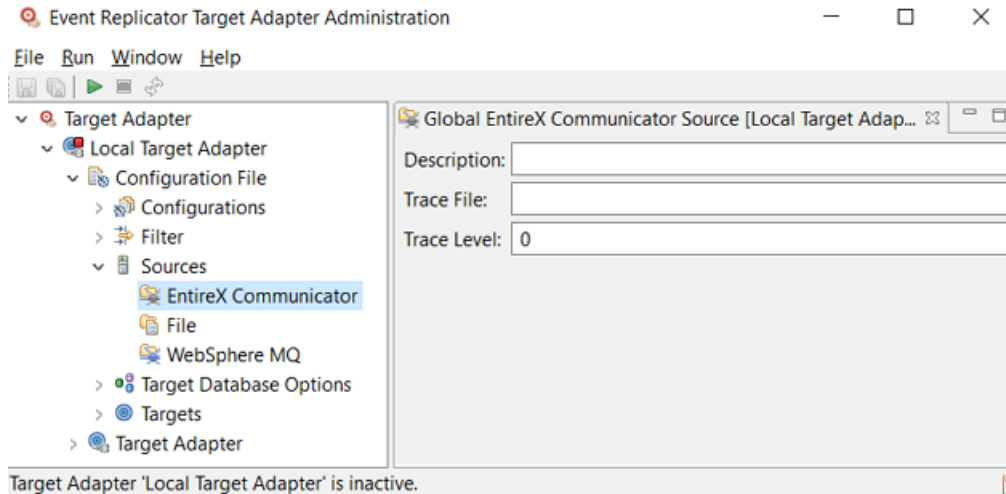 Event Replicator Target Adapter Administration
File Run Window Help
Target Adapter
Local Target Adapter
Configuration File
Configurations
Filter
Sources
EntireX Communicator
File
WebSphere MQ
Target Database Options
Targets
Target Adapter
Global EntireX Communicator Source [Local Target Adap...
Description:
Trace File:
Trace Level: 0
Target Adapter 'Local Target Adapter' is inactive.